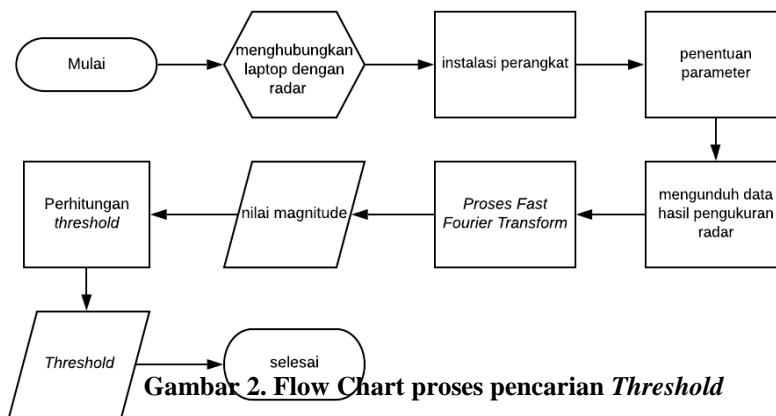 Mulai
menghubungkan
laptop dengan
radar
instalasi perangkat
penentuan
parameter
mengunduh data
hasil pengukuran
radar
Proses Fast
Fourier Transform
nilai magnitude
Perhitungan
threshold
Threshold
selesai
Gambar 2. Flow Chart proses pencarian Threshold